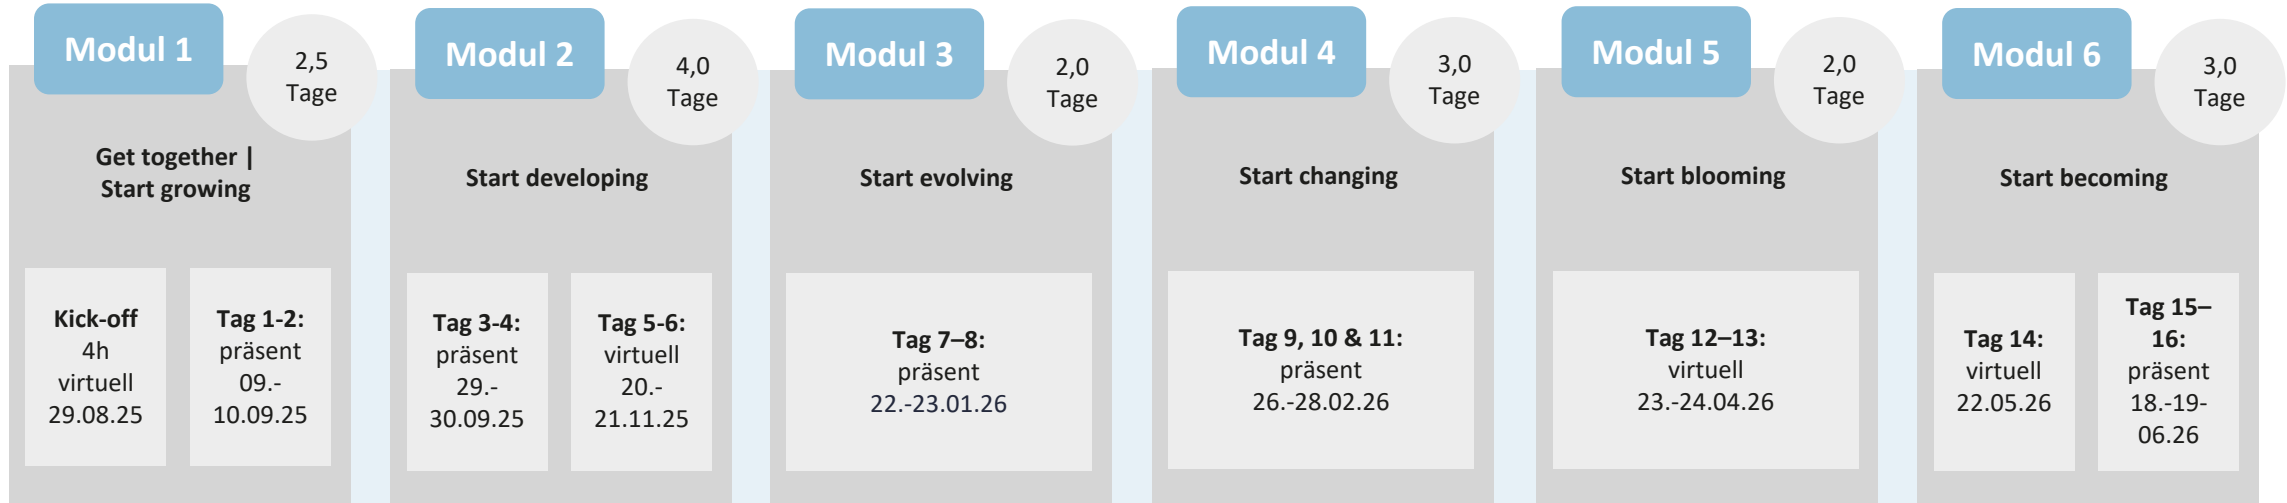 Modul 1
2,5
Tage
Get together |
Start growing
Kick-off
4h
virtuell
29.08.25
Tag 1-2:
präsent
09.-
10.09.25
Modul 2
4,0
Tage
Start developing
Tag 3-4:
präsent
29.-
30.09.25
Tag 5-6:
virtuell
20.-
21.11.25
Modul 3
2,0
Tage
Start evolving
Tag 7–8:
präsent
22.-23.01.26
Modul 4
3,0
Tage
Start changing
Tag 9, 10 & 11:
präsent
26.-28.02.26
Modul 5
2,0
Tage
Start blooming
Tag 12–13:
virtuell
23.-24.04.26
Modul 6
3,0
Tage
Start becoming
Tag 14:
virtuell
22.05.26
Tag 15–
16:
präsent
18.-19-
06.26